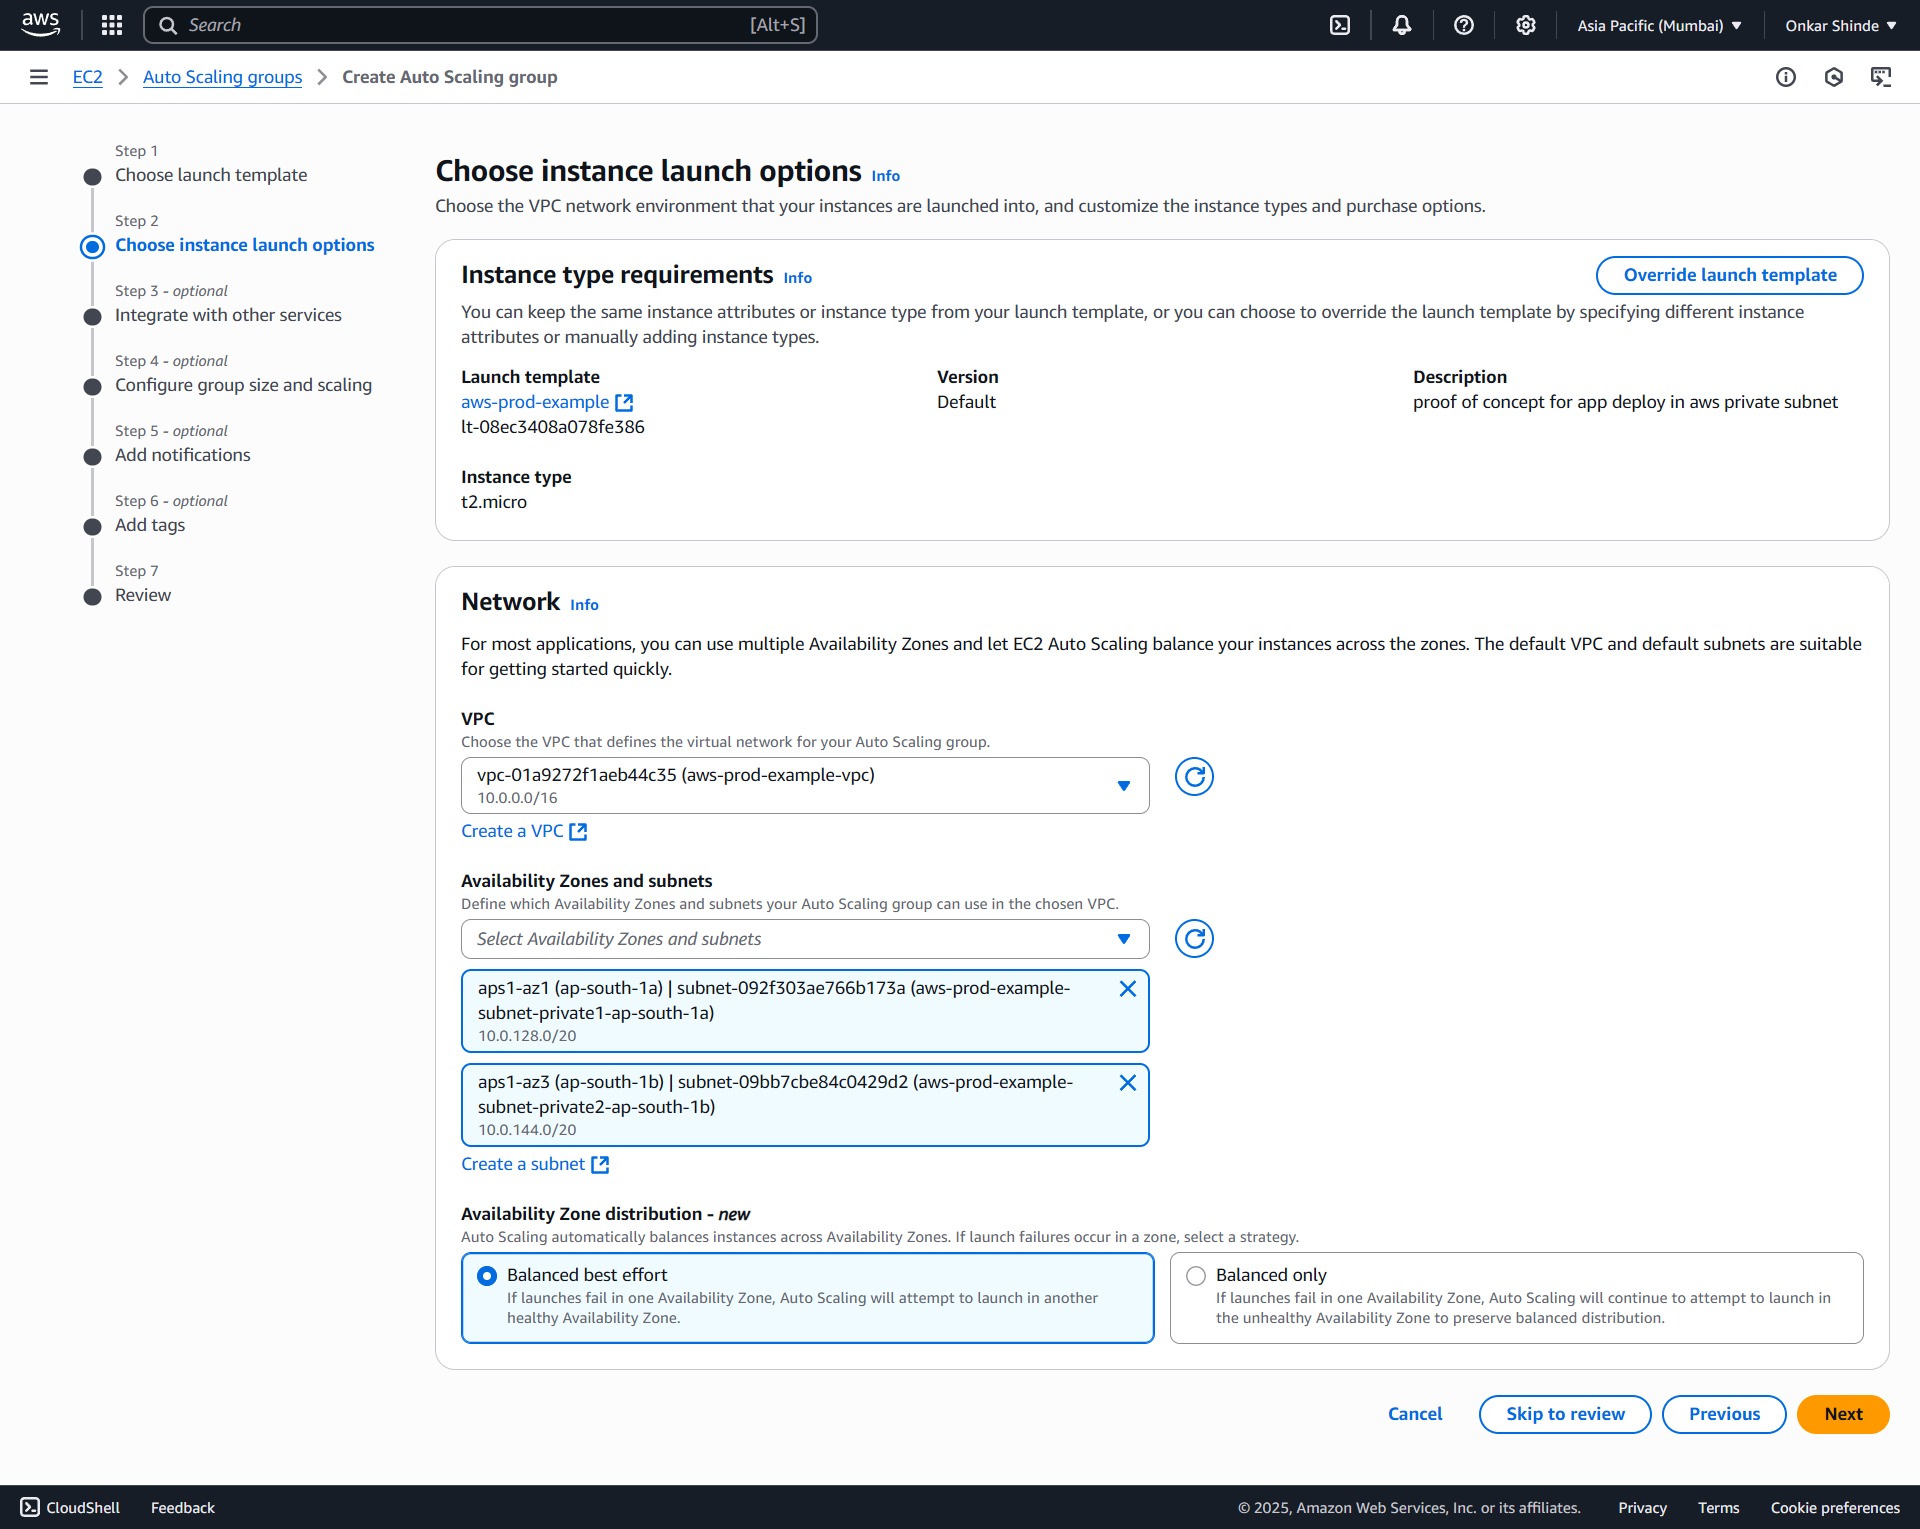 aws
Search
[Alt+S]
Asia Pacific (Mumbai)
Onkar Shinde
EC2
Auto Scaling groups
Create Auto Scaling group
Step 1
Choose launch template
Step 2
Choose instance launch options
Step 3 - optional
Integrate with other services
Step 4 - optional
Configure group size and scaling
Step 5 - optional
Add notifications
Step 6 - optional
Add tags
Step 7
Review
Choose instance launch options Info
Choose the VPC network environment that your instances are launched into, and customize the instance types and purchase options.
Instance type requirements Info
Override launch template
You can keep the same instance attributes or instance type from your launch template, or you can choose to override the launch template by specifying different instance
attributes or manually adding instance types.
Launch template
aws-prod-example
lt-08ec3408a078fe386
Version
Default
Description
proof of concept for app deploy in aws private subnet
Instance type
t2.micro
Network Info
For most applications, you can use multiple Availability Zones and let EC2 Auto Scaling balance your instances across the zones. The default VPC and default subnets are suitable
for getting started quickly.
VPC
Choose the VPC that defines the virtual network for your Auto Scaling group.
vpc-01a9272f1aeb44c35 (aws-prod-example-vpc)
10.0.0.0/16
Create a VPC
Availability Zones and subnets
Define which Availability Zones and subnets your Auto Scaling group can use in the chosen VPC.
Select Availability Zones and subnets
aps1-az1 (ap-south-1a) | subnet-092f303ae766b173a (aws-prod-example-
subnet-private1-ap-south-1a)
10.0.128.0/20
aps1-az3 (ap-south-1b) | subnet-09bb7cbe84c0429d2 (aws-prod-example-
subnet-private2-ap-south-1b)
10.0.144.0/20
Create a subnet
Availability Zone distribution - new
Auto Scaling automatically balances instances across Availability Zones. If launch failures occur in a zone, select a strategy.
Balanced best effort
If launches fail in one Availability Zone, Auto Scaling will attempt to launch in another
healthy Availability Zone.
Balanced only
If launches fail in one Availability Zone, Auto Scaling will continue to attempt to launch in
the unhealthy Availability Zone to preserve balanced distribution.
Cancel
Skip to review
Previous
Next
CloudShell
Feedback
© 2025, Amazon Web Services, Inc. or its affiliates.
Privacy
Terms
Cookie preferences